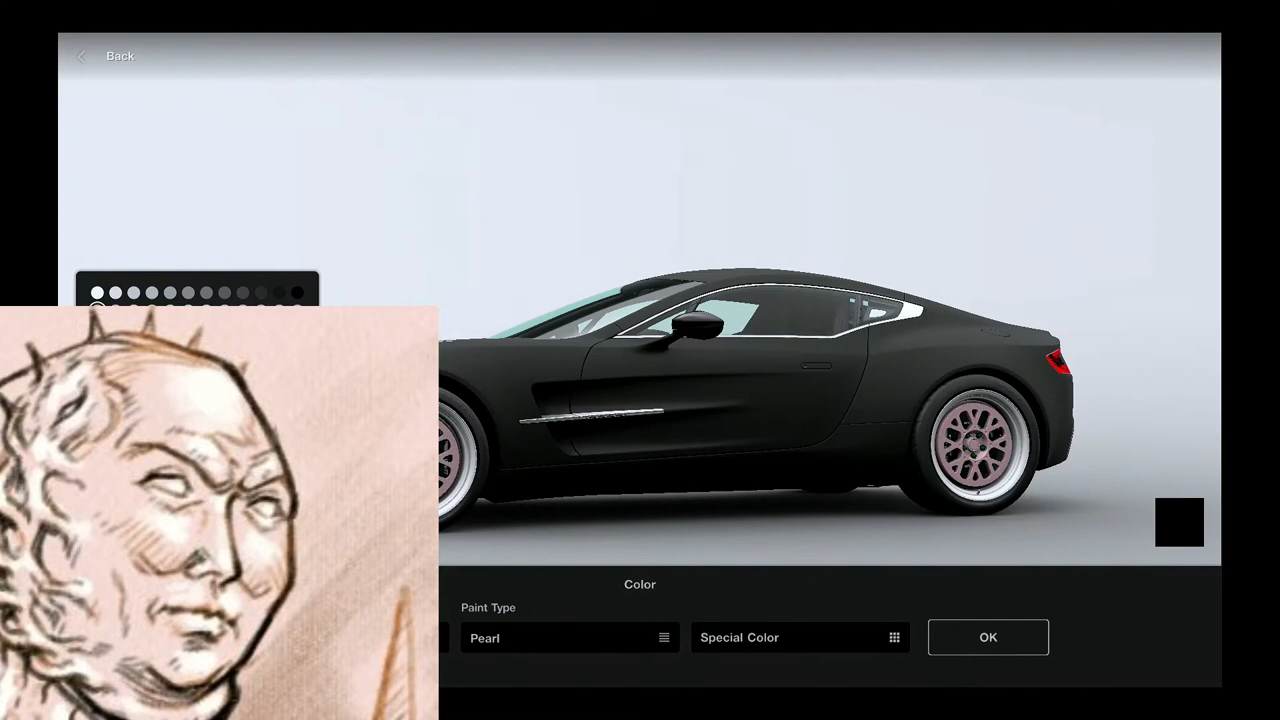 Back
Color
Paint Type
Pearl
Special Color
OK